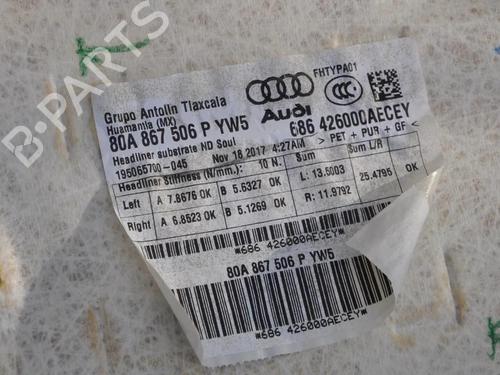 B-PARTS
Grupo Antolin Tlaxcala
Huamantla (MX)
80A 867 506 P YW5
Headliner substrate ND Soul
195065700-045
Nov 18 2017 4:27AM
Audi
FHTYPA01
CCC
686 426000AECEY
> PET + PUR + GF <
Headliner Stiffness (N/mm): 10 N.
Sum
Sum L/R
Left A 7.8676 OK B 5.6327 OK L: 13.5003
25.4795 OK
Right A 6.8523 OK B 5.1269 OK R: 11.9792
*686 426000AECEY*
80A 867 506 P YW5
*686 426000AECEY*